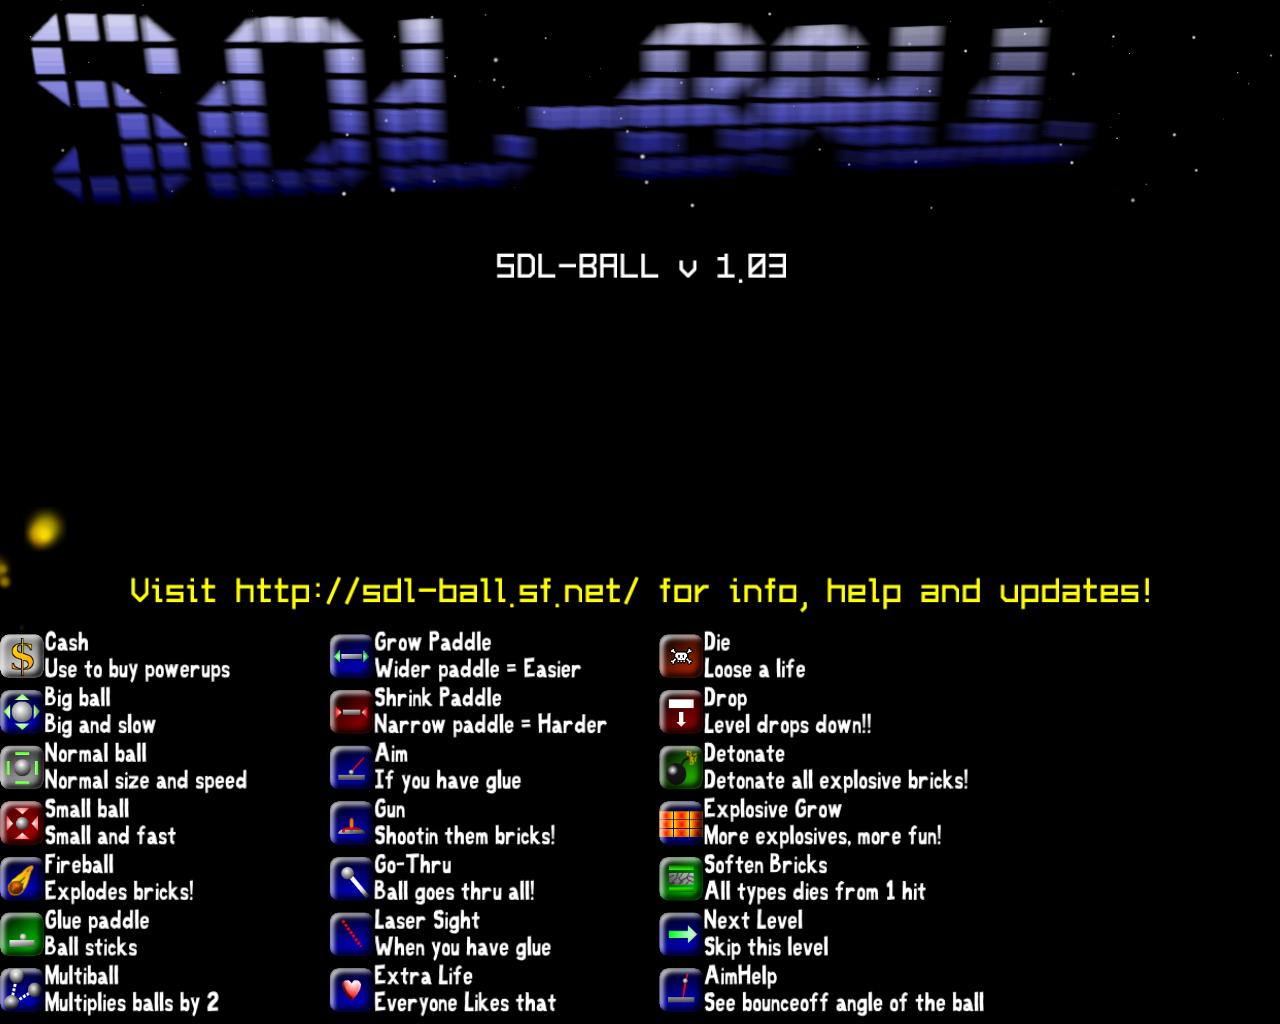 SDL-BALL
SDL-BALL v 1.03
Visit http://sdl-ball.sf.net/ for info, help and updates!
Cash
Use to buy powerups
Big ball
Big and slow
Normal ball
Normal size and speed
Small ball
Small and fast
Fireball
Explodes bricks!
Glue paddle
Ball sticks
Multiball
Multiplies balls by 2
Grow Paddle
Wider paddle = Easier
Shrink Paddle
Narrow paddle = Harder
Aim
If you have glue
Gun
Shootin them bricks!
Go-Thru
Ball goes thru all!
Laser Sight
When you have glue
Extra Life
Everyone Likes that
Die
Loose a life
Drop
Level drops down!!
Detonate
Detonate all explosive bricks!
Explosive Grow
More explosives, more fun!
Soften Bricks
All types dies from 1 hit
Next Level
Skip this level
AimHelp
See bounceoff angle of the ball